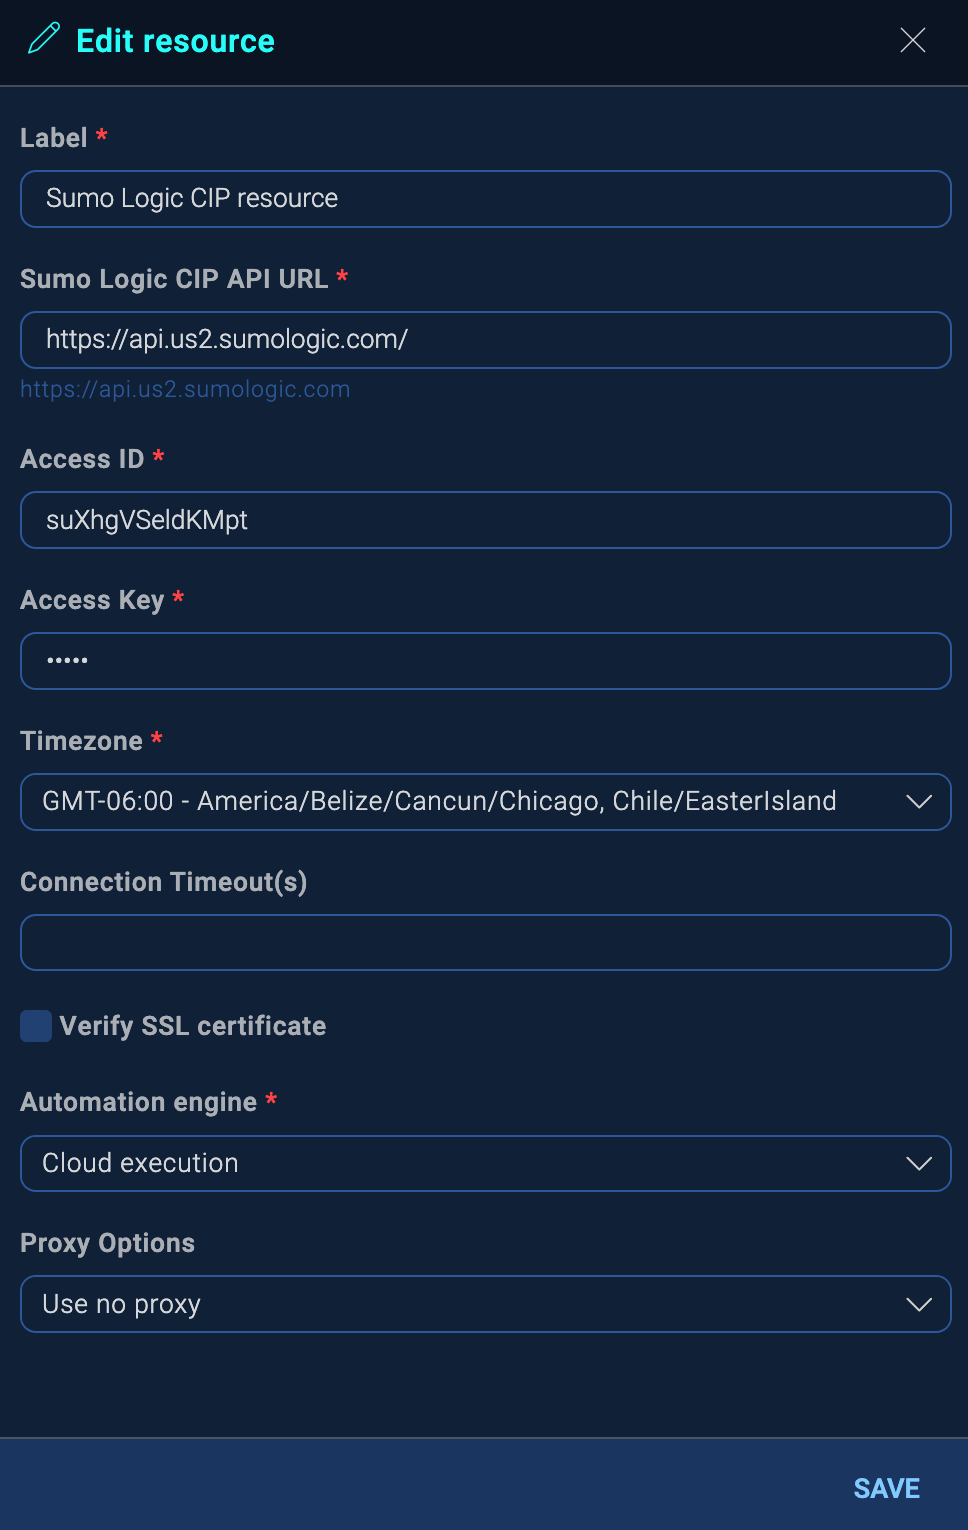 Edit resource
Label *
Sumo Logic CIP resource
Sumo Logic CIP API URL *
https://api.us2.sumologic.com/
https://api.us2.sumologic.com
Access ID *
suXhgVSeldKMpt
Access Key *
•••••
Timezone *
GMT-06:00 - America/Belize/Cancun/Chicago, Chile/EasterIsland
Connection Timeout(s)
Verify SSL certificate
Automation engine *
Cloud execution
Proxy Options
Use no proxy
SAVE